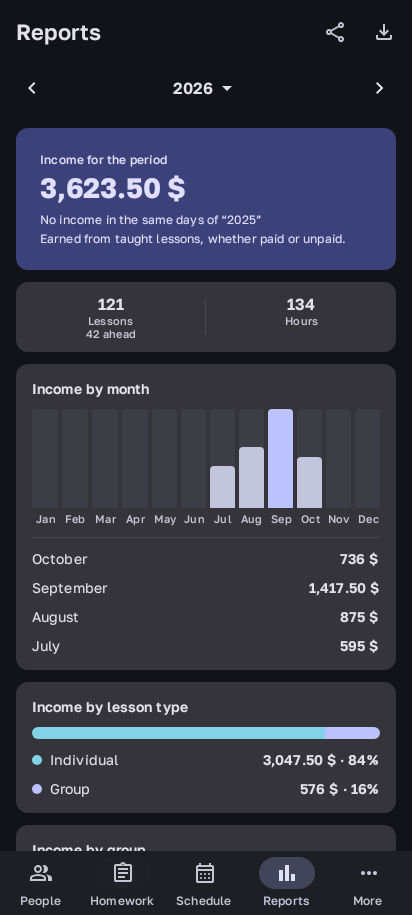 Reports
2026
Income for the period
3,623.50 $
No income in the same days of “2025”
Earned from taught lessons, whether paid or unpaid.
121
Lessons
42 ahead
134
Hours
Income by month
Jan Feb Mar Apr May Jun Jul Aug Sep Oct Nov Dec
October 736 $
September 1,417.50 $
August 875 $
July 595 $
Income by lesson type
Individual 3,047.50 $ · 84%
Group 576 $ · 16%
Income by group
People Homework Schedule Reports More